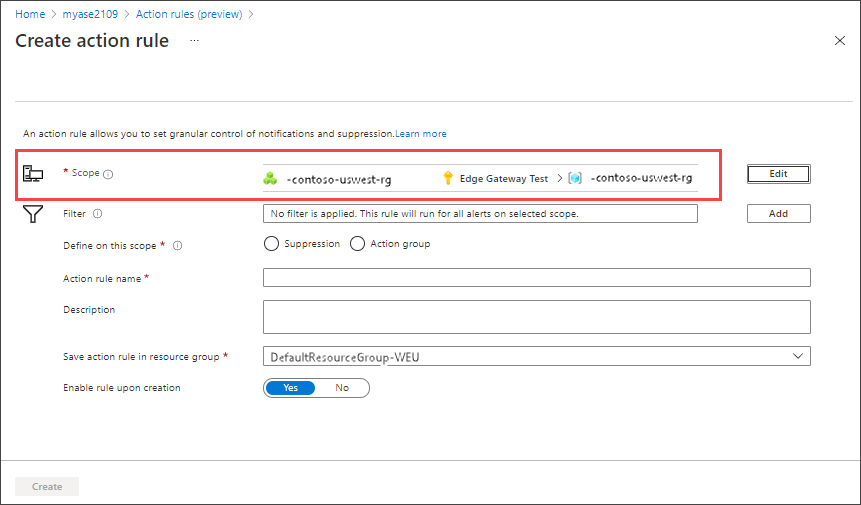 Home > myase2109 > Action rules (preview) >
Create action rule ...
An action rule allows you to set granular control of notifications and suppression.Learn more
* Scope -contoso-uswest-rg Edge Gateway Test > -contoso-uswest-rg Edit
Filter No filter is applied. This rule will run for all alerts on selected scope. Add
Define on this scope * Suppression Action group
Action rule name *
Description
Save action rule in resource group * DefaultResourceGroup-WEU
Enable rule upon creation Yes No
Create